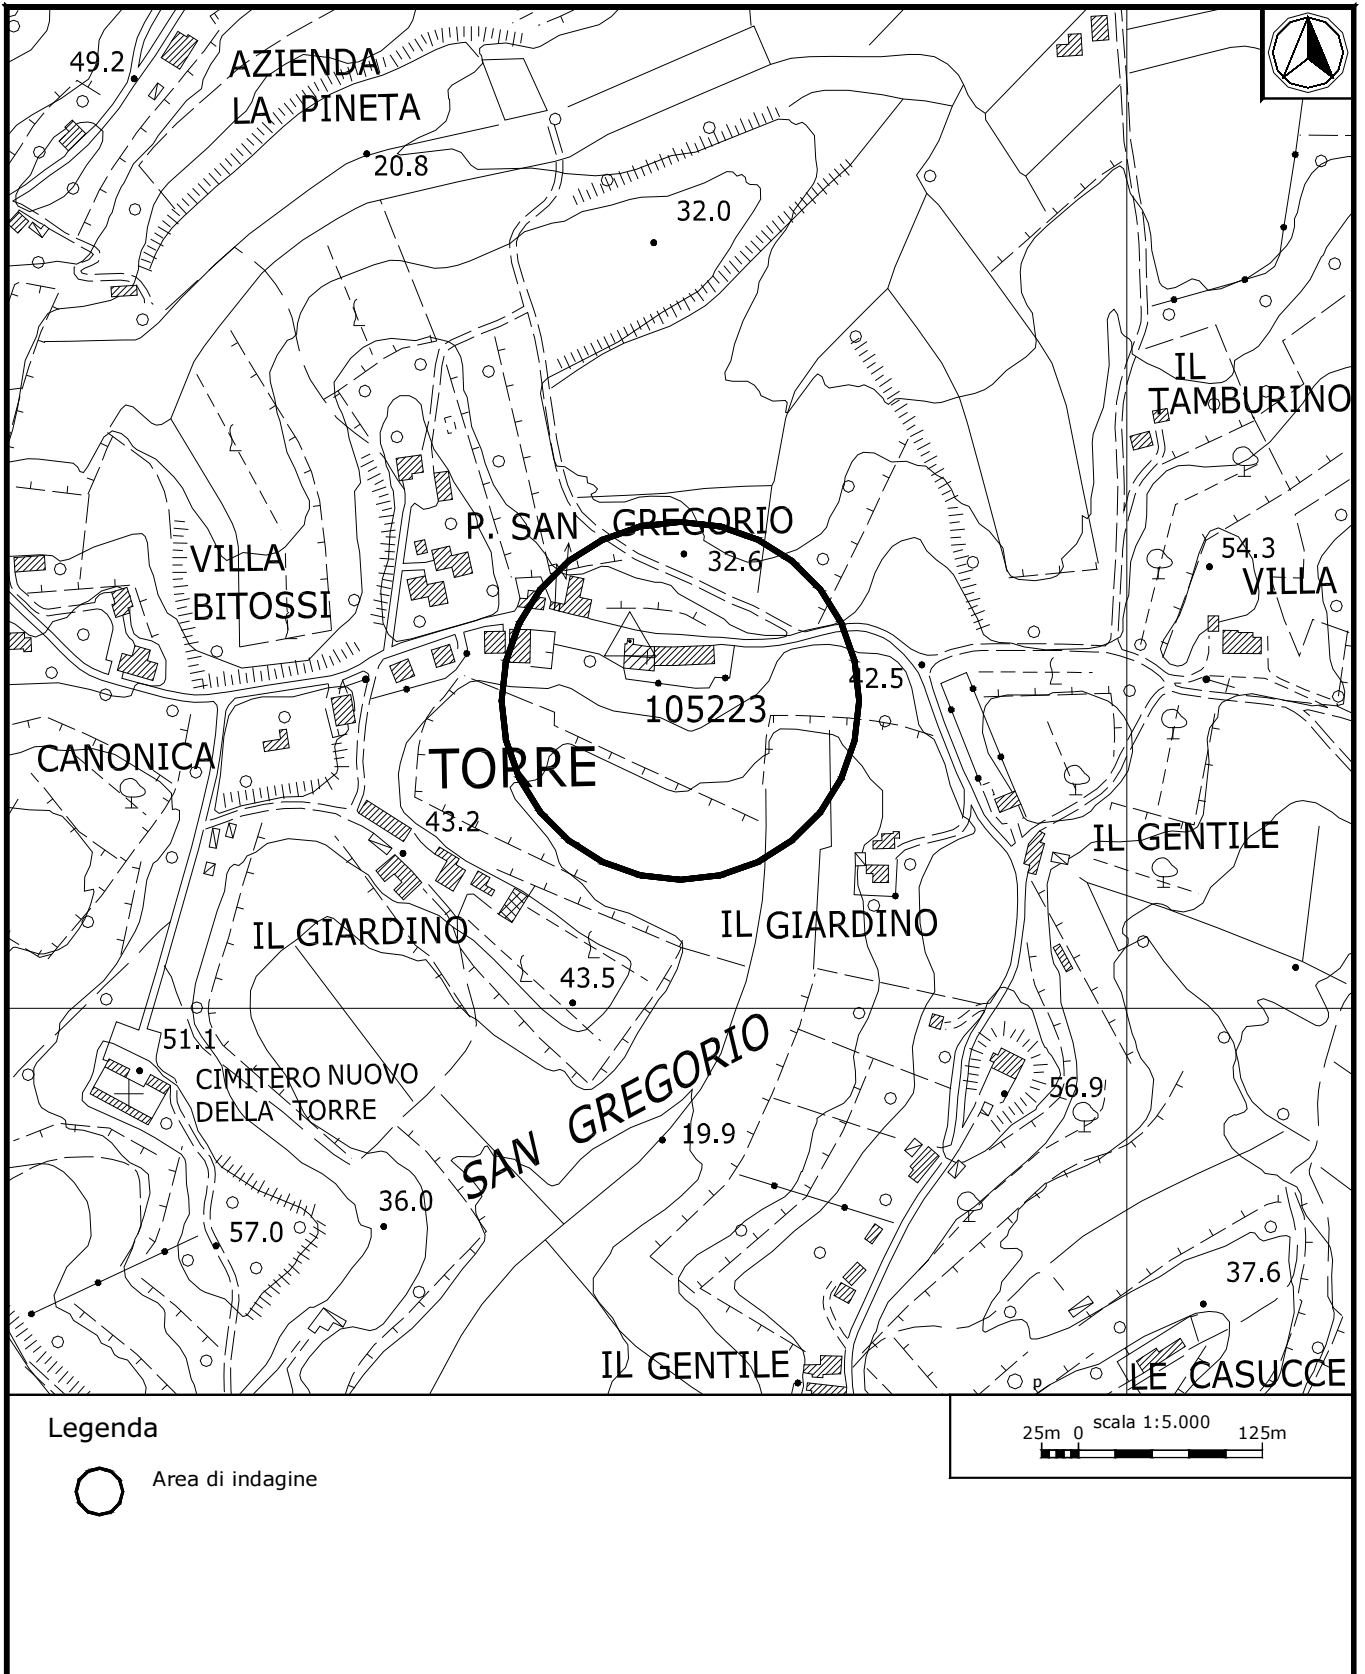 49.2
AZIENDA
LA PINETA
20.8
32.0
IL
TAMBURINO
P. SAN GREGORIO
32.6
54.3
VILLA
VILLA
BITOSSI
42.5
105223
CANONICA
TORRE
43.2
IL GENTILE
IL GIARDINO
IL GIARDINO
43.5
SAN GREGORIO
51.1
CIMITERO NUOVO
DELLA TORRE
56.9
19.9
36.0
57.0
37.6
IL GENTILE
p
LE CASUCCE
Legenda
Area di indagine
scala 1:5.000
25m 0 125m